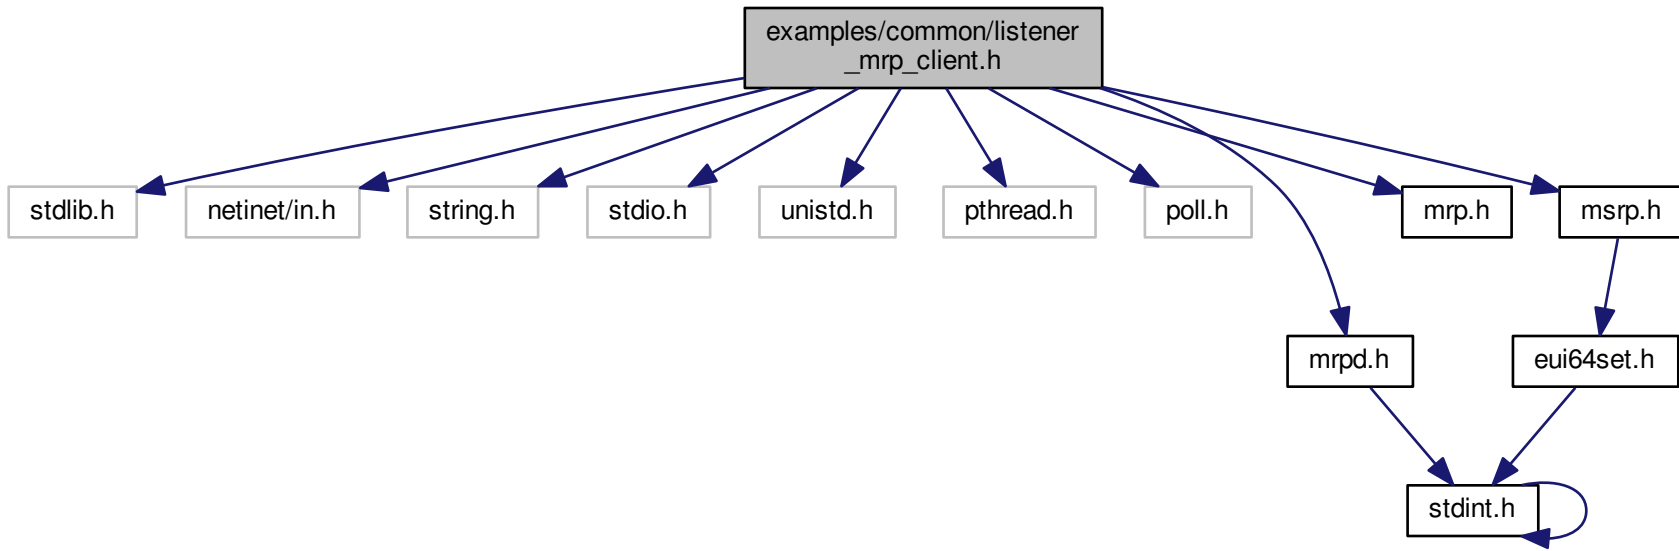 examples/common/listener
_mrp_client.h
stdlib.h
netinet/in.h
string.h
stdio.h
unistd.h
pthread.h
poll.h
mrp.h
msrp.h
mrpd.h
eui64set.h
stdint.h